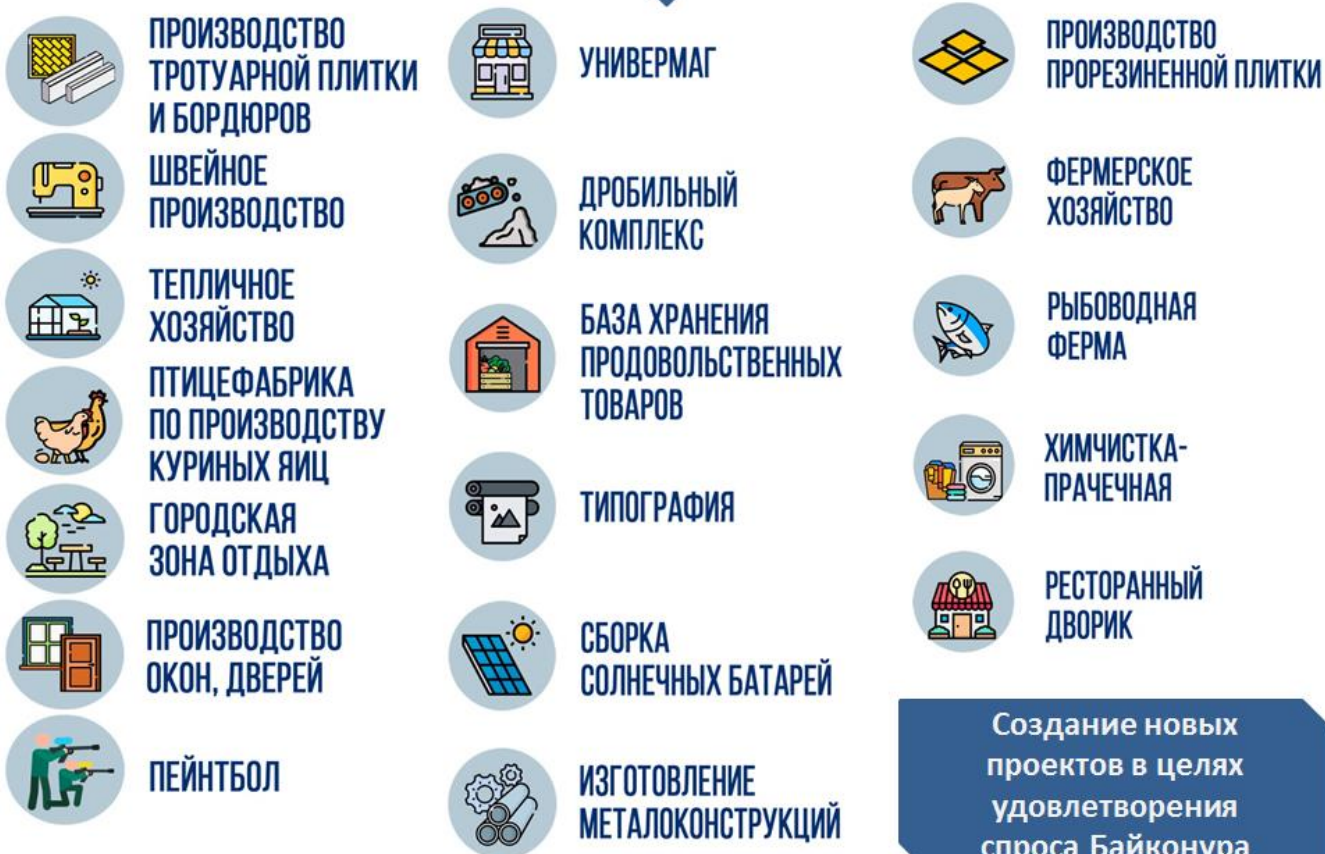 ПРОИЗВОДСТВО
ТРОТУАРНОЙ ПЛИТКИ
И БОРДЮРОВ
ШВЕЙНОЕ
ПРОИЗВОДСТВО
ТЕПЛИЧНОЕ
ХОЗЯЙСТВО
ПТИЦЕФАБРИКА
ПО ПРОИЗВОДСТВУ
КУРИНЫХ ЯИЦ
ГОРОДСКАЯ
ЗОНА ОТДЫХА
ПРОИЗВОДСТВО
ОКОН, ДВЕРЕЙ
ПЕЙНТБОЛ
УНИВЕРМАГ
ДРОБИЛЬНЫЙ
КОМПЛЕКС
БАЗА ХРАНЕНИЯ
ПРОДОВОЛЬСТВЕННЫХ
ТОВАРОВ
ТИПОГРАФИЯ
СБОРКА
СОЛНЕЧНЫХ БАТАРЕЙ
ИЗГОТОВЛЕНИЕ
МЕТАЛОКОНСТРУКЦИЙ
ПРОИЗВОДСТВО
ПРОРЕЗИНЕННОЙ ПЛИТКИ
ФЕРМЕРСКОЕ
ХОЗЯЙСТВО
РЫБОВОДНАЯ
ФЕРМА
ХИМЧИСТКА-
ПРАЧЕЧНАЯ
РЕСТОРАННЫЙ
ДВОРИК
Создание новых
проектов в целях
удовлетворения
спроса Байконура